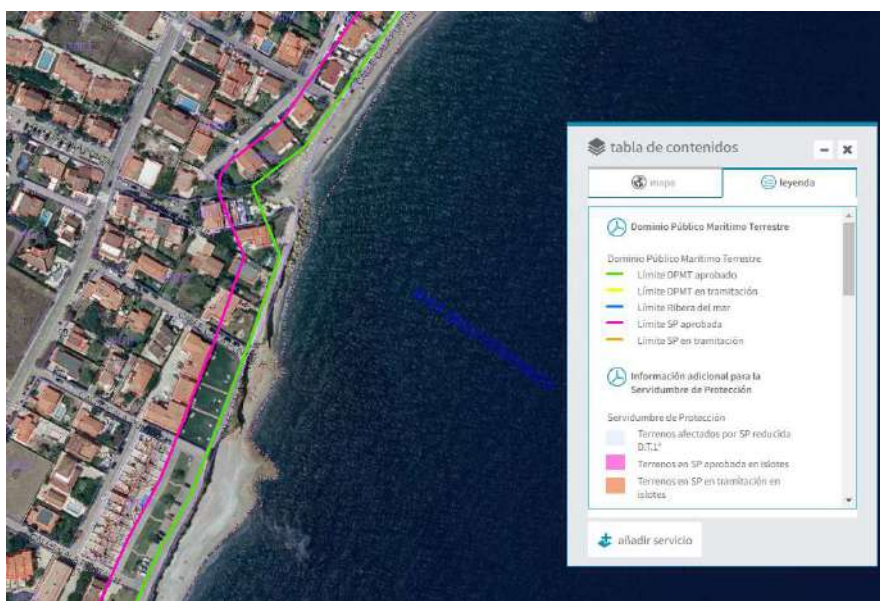 tabla de contenidos
mapa
leyenda
Dominio Público Marítimo Terrestre
Dominio Público Marítimo Terrestre
Límite DPMT aprobado
Límite DPMT en tramitación
Límite Ribera del mar
Límite SP aprobada
Límite SP en tramitación
Información adicional para la
Servidumbre de Protección
Servidumbre de Protección
Terrenos afectados por SP reducida
D.T.1ª
Terrenos en SP aprobada en islotes
Terrenos en SP en tramitación en
islotes
añadir servicio